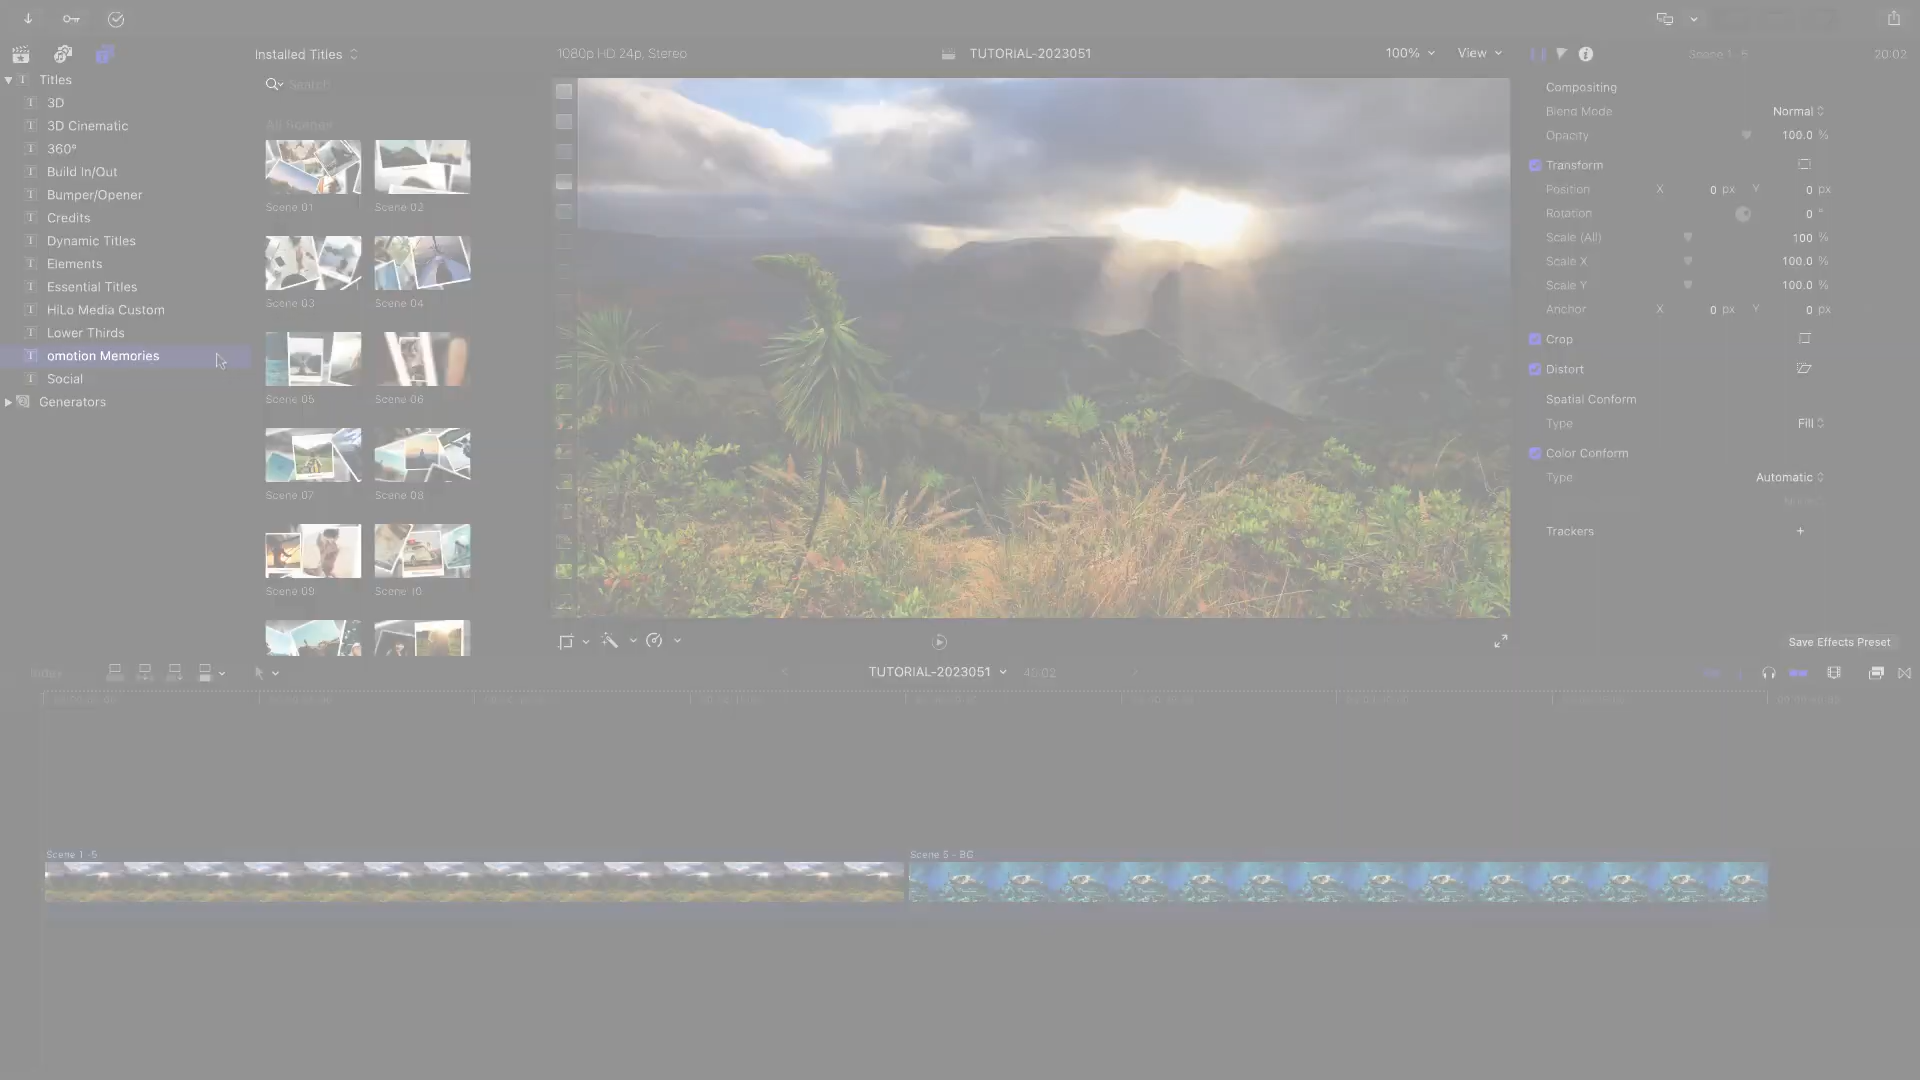 Installed Titles
1080p HD 24p, Stereo
TUTORIAL-2023051
100%
View
Space 1 - 5
20:02
Titles
3D
3D Cinematic
360°
Build In/Out
Bumper/Opener
Credits
Dynamic Titles
Elements
Essential Titles
HiLo Media Custom
Lower Thirds
omotion Memories
Social
Generators
Search
All Scenes
Scene 01
Scene 02
Scene 03
Scene 04
Scene 05
Scene 06
Scene 07
Scene 08
Scene 09
Scene 10
Compositing
Blend Mode
Normal
Opacity
100.0 %
Transform
Position
X
0 px
Y
0 px
Rotation
0 °
Scale (All)
100 %
Scale X
100.0 %
Scale Y
100.0 %
Anchor
X
0 px
Y
0 px
Crop
Distort
Spatial Conform
Type
Fill
Color Conform
Type
Automatic
None
Trackers
+
Save Effects Preset
Index
TUTORIAL-2023051
40:02
Scene 1 -5
Scene 5 - BG